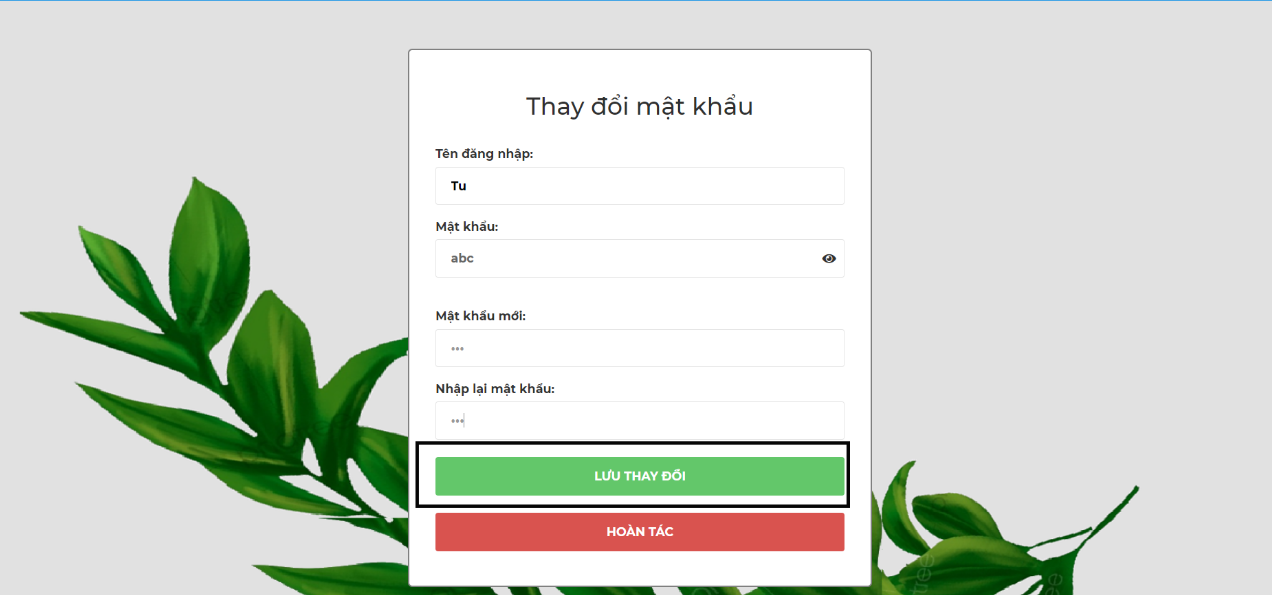 Thay đổi mật khẩu
Tên đăng nhập:
Tu
Mật khẩu:
abc
Mật khẩu mới:
•••
Nhập lại mật khẩu:
•••
LƯU THAY ĐỔI
HOÀN TÁC